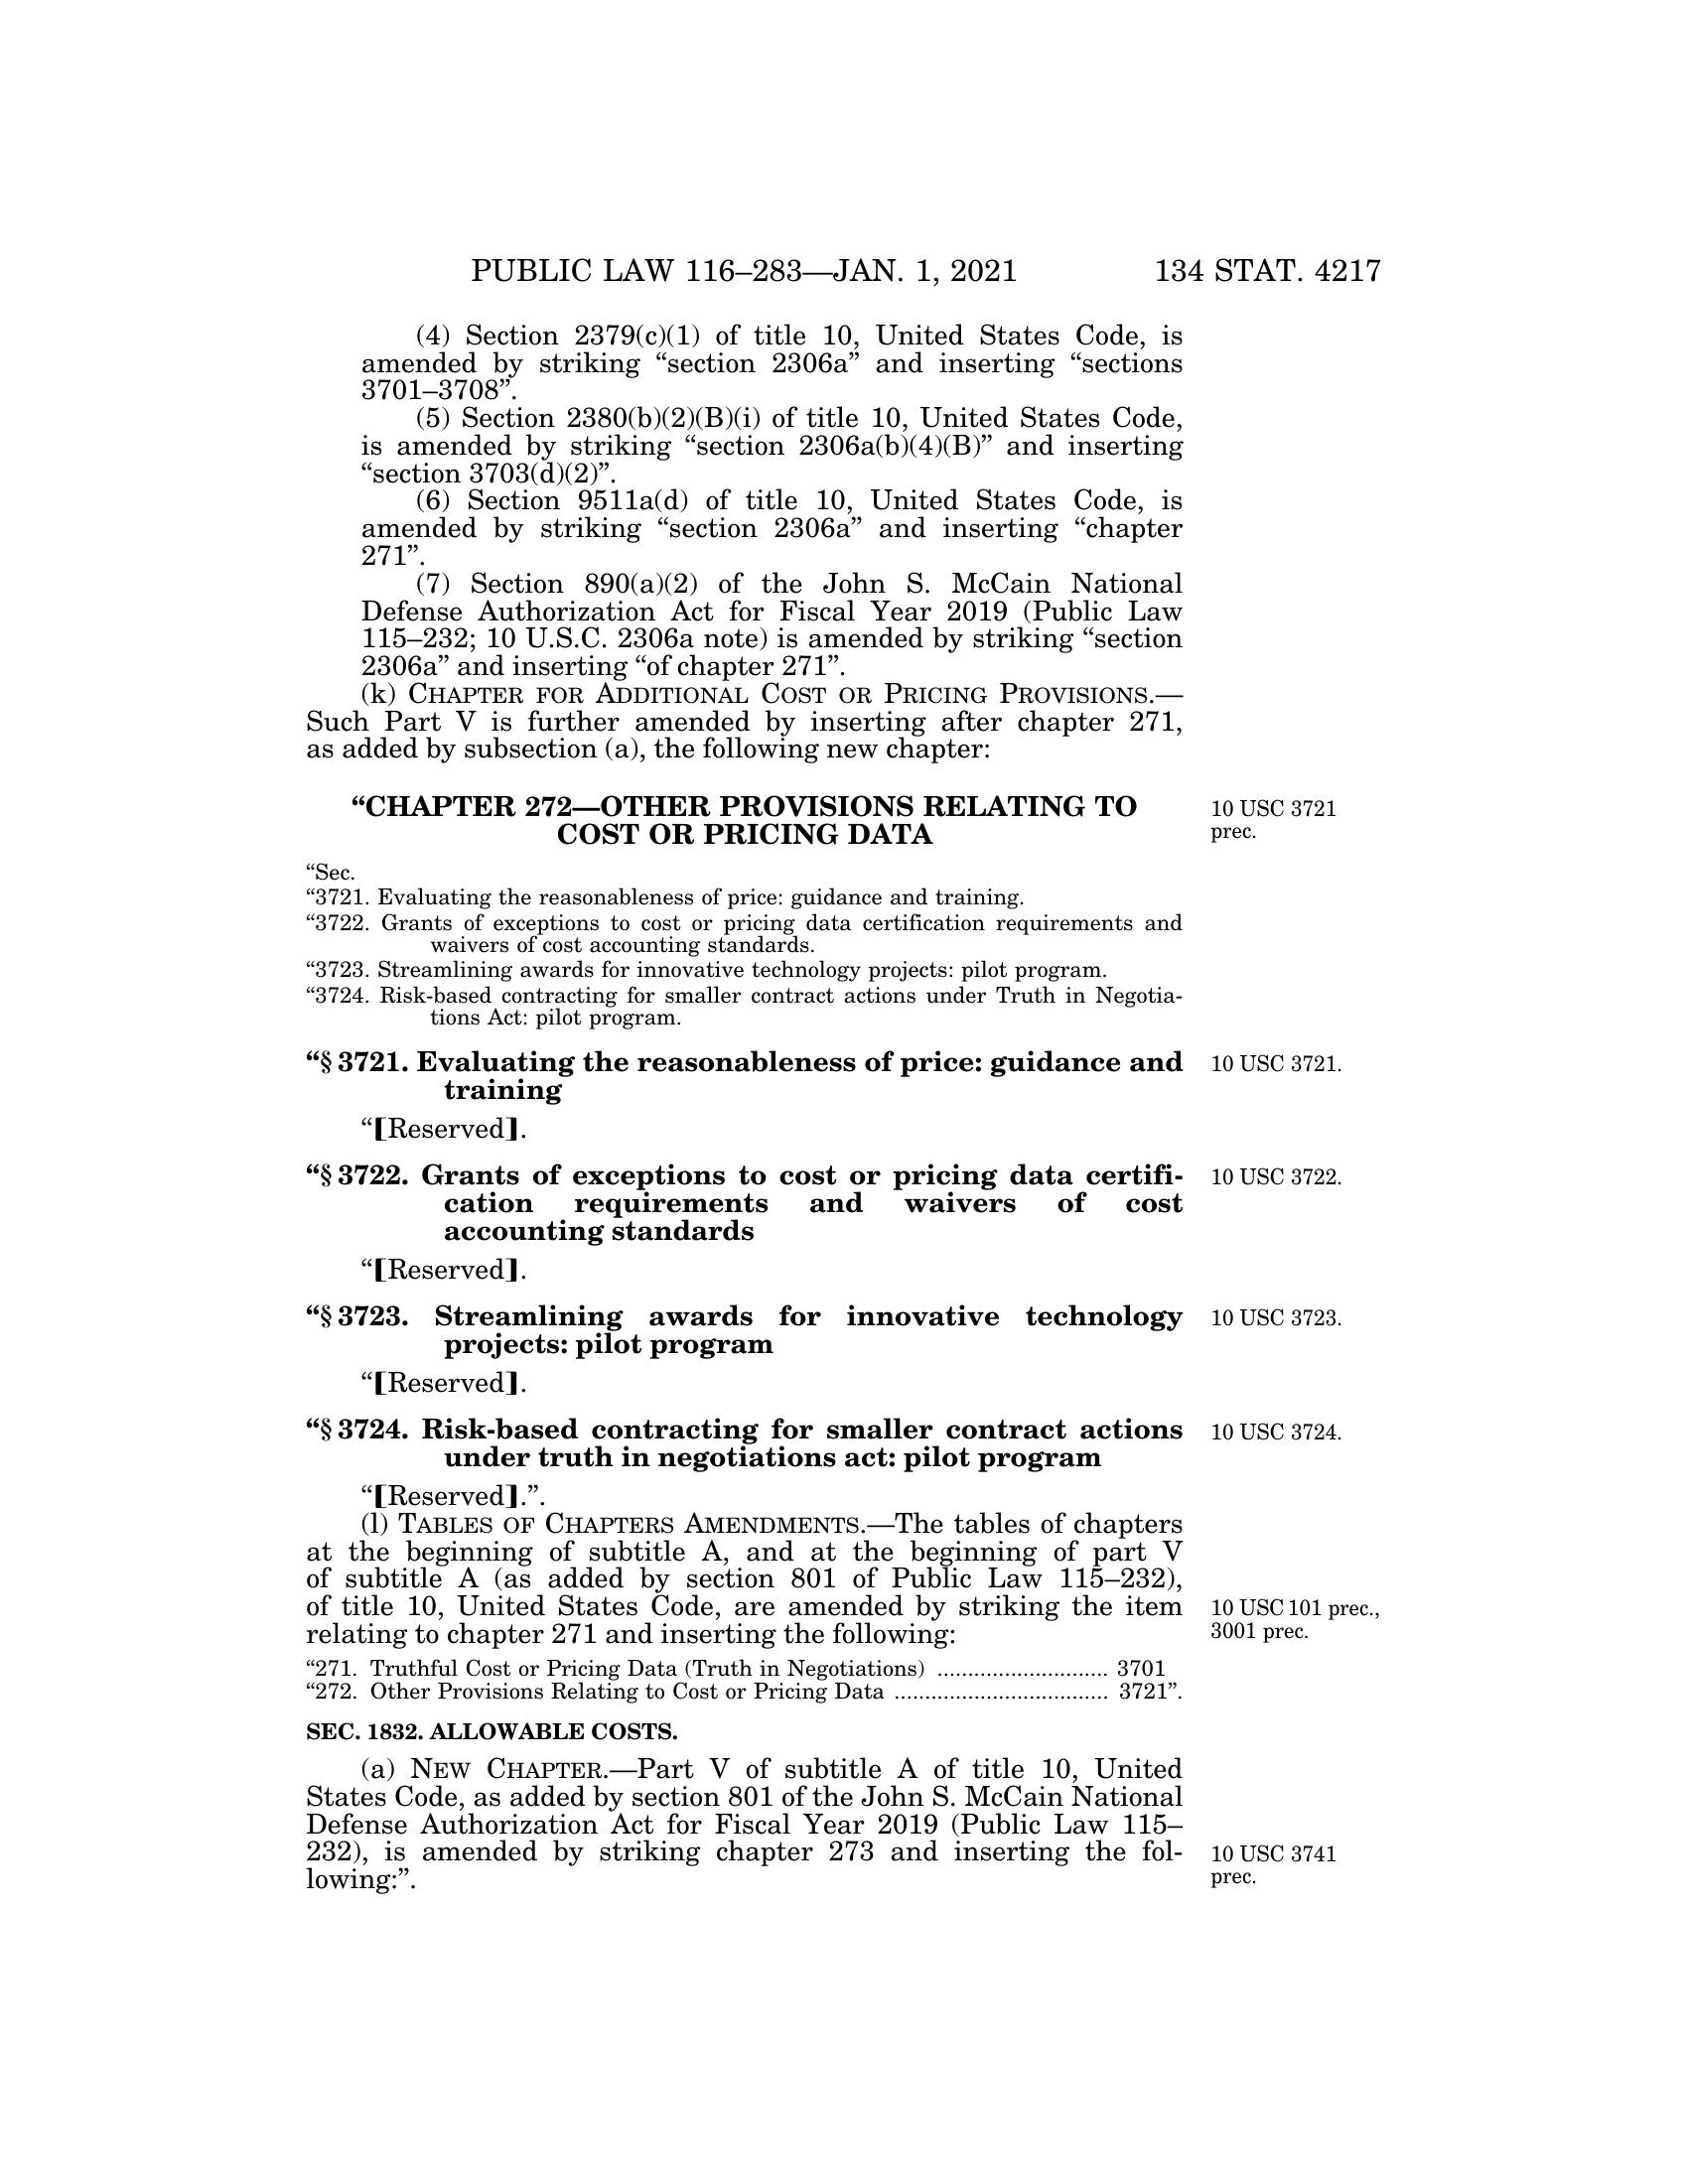 PUBLIC LAW 116–283—JAN. 1, 2021 134 STAT. 4217
(4) Section 2379(c)(1) of title 10, United States Code, is
amended by striking “section 2306a” and inserting “sections
3701–3708”.
(5) Section 2380(b)(2)(B)(i) of title 10, United States Code,
is amended by striking “section 2306a(b)(4)(B)” and inserting
“section 3703(d)(2)”.
(6) Section 9511a(d) of title 10, United States Code, is
amended by striking “section 2306a” and inserting “chapter
271”.
(7) Section 890(a)(2) of the John S. McCain National
Defense Authorization Act for Fiscal Year 2019 (Public Law
115–232; 10 U.S.C. 2306a note) is amended by striking “section
2306a” and inserting “of chapter 271”.
(k) CHAPTER FOR ADDITIONAL COST OR PRICING PROVISIONS.—
Such Part V is further amended by inserting after chapter 271,
as added by subsection (a), the following new chapter:
“CHAPTER 272—OTHER PROVISIONS RELATING TO
COST OR PRICING DATA
10 USC 3721
prec.
“Sec.
“3721. Evaluating the reasonableness of price: guidance and training.
“3722. Grants of exceptions to cost or pricing data certification requirements and
waivers of cost accounting standards.
“3723. Streamlining awards for innovative technology projects: pilot program.
“3724. Risk-based contracting for smaller contract actions under Truth in Negotia-
tions Act: pilot program.
“§ 3721. Evaluating the reasonableness of price: guidance and
training
10 USC 3721.
“[Reserved].
“§ 3722. Grants of exceptions to cost or pricing data certifi-
cation requirements and waivers of cost
accounting standards
10 USC 3722.
“[Reserved].
“§ 3723. Streamlining awards for innovative technology
projects: pilot program
10 USC 3723.
“[Reserved].
“§ 3724. Risk-based contracting for smaller contract actions
under truth in negotiations act: pilot program
10 USC 3724.
“[Reserved].”.
(l) TABLES OF CHAPTERS AMENDMENTS.—The tables of chapters
at the beginning of subtitle A, and at the beginning of part V
of subtitle A (as added by section 801 of Public Law 115–232),
of title 10, United States Code, are amended by striking the item
relating to chapter 271 and inserting the following:
10 USC 101 prec.,
3001 prec.
“271. Truthful Cost or Pricing Data (Truth in Negotiations) ............................ 3701
“272. Other Provisions Relating to Cost or Pricing Data ................................... 3721”.
SEC. 1832. ALLOWABLE COSTS.
(a) NEW CHAPTER.—Part V of subtitle A of title 10, United
States Code, as added by section 801 of the John S. McCain National
Defense Authorization Act for Fiscal Year 2019 (Public Law 115–
232), is amended by striking chapter 273 and inserting the fol-
lowing:”.
10 USC 3741
prec.